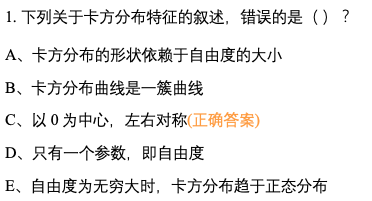 1. 下列关于卡方分布特征的叙述，错误的是（ ）？
A、卡方分布的形状依赖于自由度的大小
B、卡方分布曲线是一簇曲线
C、以 0 为中心，左右对称(正确答案)
D、只有一个参数，即自由度
E、自由度为无穷大时，卡方分布趋于正态分布